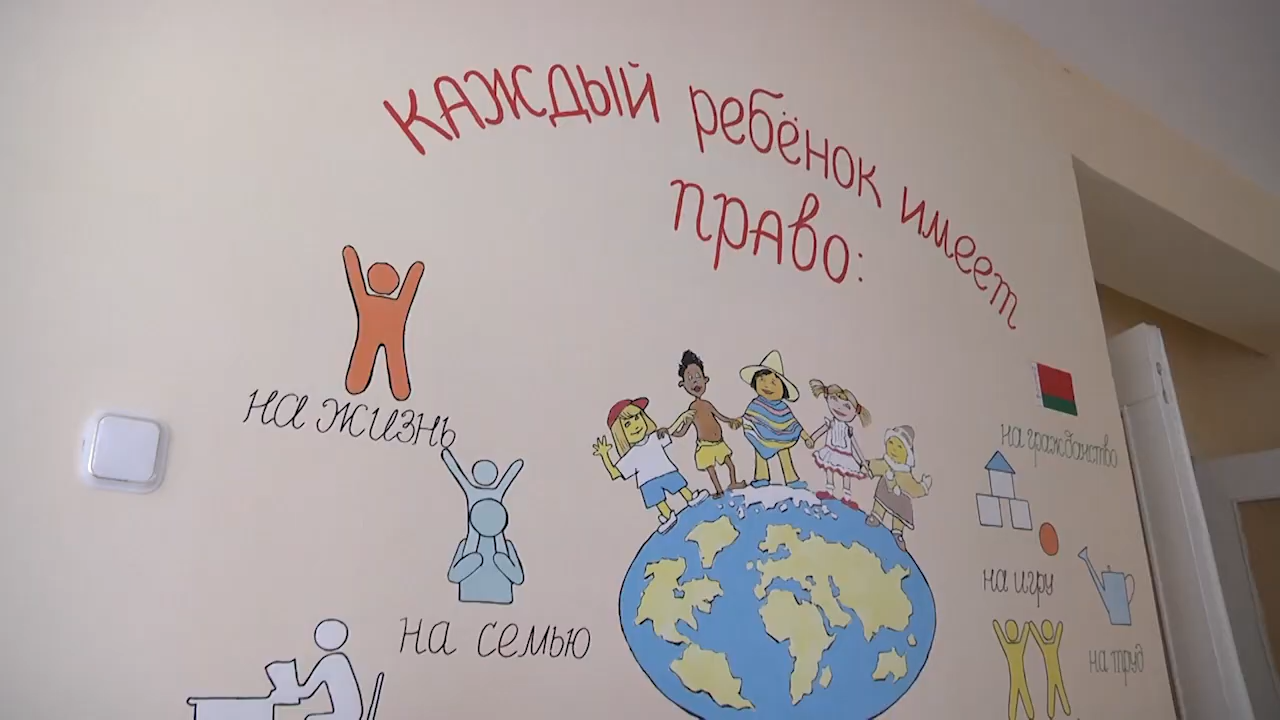 каждый ребёнок имеет
право:
на жизнь
на семью
на гражданство
на игру
на труд